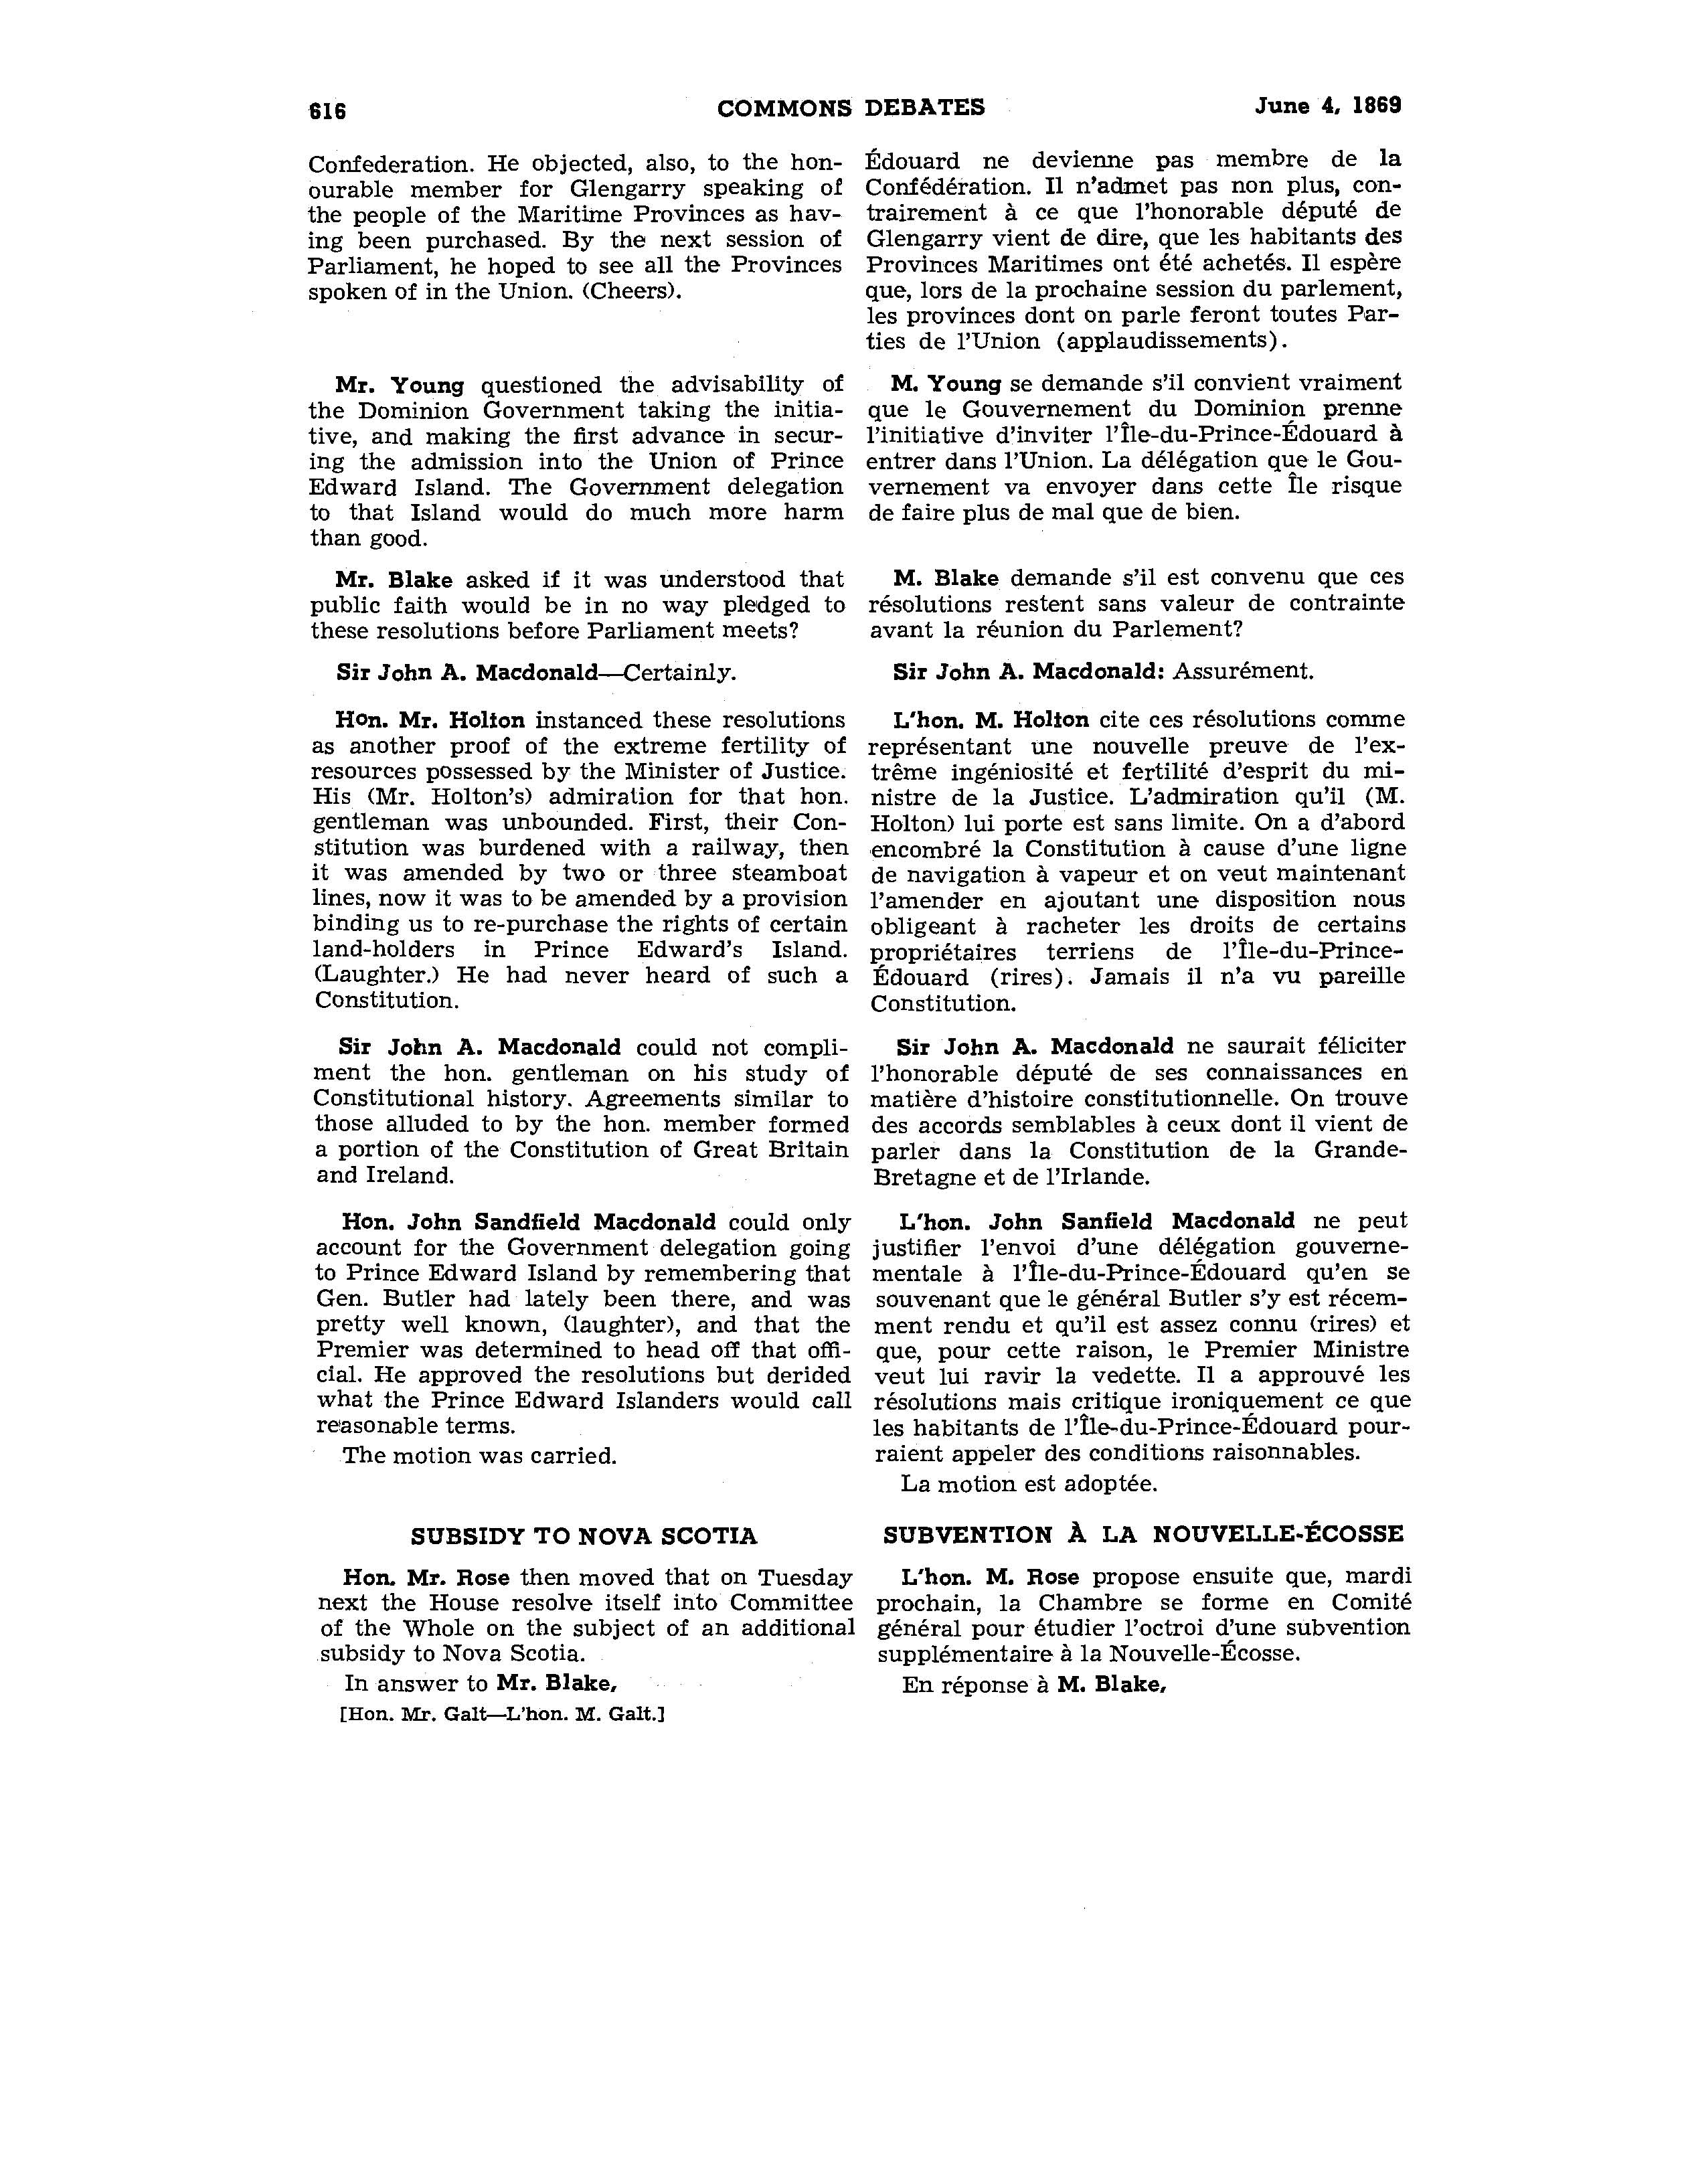 616
COMMONS DEBATES
June 4, 1869
Confederation. He objected, also, to the hon-
ourable member for Glengarry speaking of
the people of the Maritime Provinces as hav-
ing been purchased. By the next session of
Parliament, he hoped to see all the Provinces
spoken of in the Union. (Cheers).
Mr. Young questioned the advisability of
the Dominion Government taking the initia-
tive, and making the first advance in secur-
ing the admission into the Union of Prince
Edward Island. The Government delegation
to that Island would do much more harm
than good.
Mr. Blake asked if it was understood that
public faith would be in no way pledged to
these resolutions before Parliament meets?
Sir John A. Macdonald—Certainly.
Hon. Mr. Holton instanced these resolutions
as another proof of the extreme fertility of
resources possessed by the Minister of Justice.
His (Mr. Holton's) admiration for that hon.
gentleman was unbounded. First, their Con-
stitution was burdened with a railway, then
it was amended by two or three steamboat
lines, now it was to be amended by a provision
binding us to re-purchase the rights of certain
land-holders in Prince Edward's Island.
(Laughter.) He had never heard of such a
Constitution.
Sir John A. Macdonald could not compli-
ment the hon. gentleman on his study of
Constitutional history. Agreements similar to
those alluded to by the hon. member formed
a portion of the Constitution of Great Britain
and Ireland.
Hon. John Sandfield Macdonald could only
account for the Government delegation going
to Prince Edward Island by remembering that
Gen. Butler had lately been there, and was
pretty well known, (laughter), and that the
Premier was determined to head off that offi-
cial. He approved the resolutions but derided
what the Prince Edward Islanders would call
reasonable terms.
The motion was carried.
SUBSIDY TO NOVA SCOTIA
Hon. Mr. Rose then moved that on Tuesday
next the House resolve itself into Committee
of the Whole on the subject of an additional
subsidy to Nova Scotia.
In answer to Mr. Blake,
[Hon. Mr. Galt—L'hon. M. Galt.]
Édouard ne devienne pas membre de la
Confédération. Il n'admet pas non plus, con-
trairement à ce que l'honorable député de
Glengarry vient de dire, que les habitants des
Provinces Maritimes ont été achetés. Il espère
que, lors de la prochaine session du parlement,
les provinces dont on parle feront toutes Par-
ties de l'Union (applaudissements).
M. Young se demande s'il convient vraiment
que le Gouvernement du Dominion prenne
l'initiative d'inviter l'Île-du-Prince-Édouard à
entrer dans l'Union. La délégation que le Gou-
vernement va envoyer dans cette Île risque
de faire plus de mal que de bien.
M. Blake demande s'il est convenu que ces
résolutions restent sans valeur de contrainte
avant la réunion du Parlement?
Sir John A. Macdonald: Assurément.
L'hon. M. Holton cite ces résolutions comme
représentant une nouvelle preuve de l'ex-
trême ingéniosité et fertilité d'esprit du mi-
nistre de la Justice. L'admiration qu'il (M.
Holton) lui porte est sans limite. On a d'abord
encombré la Constitution à cause d'une ligne
de navigation à vapeur et on veut maintenant
l'amender en ajoutant une disposition nous
obligeant à racheter les droits de certains
propriétaires terriens de l'Île-du-Prince-
Édouard (rires). Jamais il n'a vu pareille
Constitution.
Sir John A. Macdonald ne saurait féliciter
l'honorable député de ses connaissances en
matière d'histoire constitutionnelle. On trouve
des accords semblables à ceux dont il vient de
parler dans la Constitution de la Grande-
Bretagne et de l'Irlande.
L'hon. John Sanfield Macdonald ne peut
justifier l'envoi d'une délégation gouverne-
mentale à l'Île-du-Prince-Édouard qu'en se
souvenant que le général Butler s'y est récem-
ment rendu et qu'il est assez connu (rires) et
que, pour cette raison, le Premier Ministre
veut lui ravir la vedette. Il a approuvé les
résolutions mais critique ironiquement ce que
les habitants de l'Île-du-Prince-Édouard pour-
raient appeler des conditions raisonnables.
La motion est adoptée.
SUBVENTION À LA NOUVELLE-ÉCOSSE
L'hon. M. Rose propose ensuite que, mardi
prochain, la Chambre se forme en Comité
général pour étudier l'octroi d'une subvention
supplémentaire à la Nouvelle-Écosse.
En réponse à M. Blake,